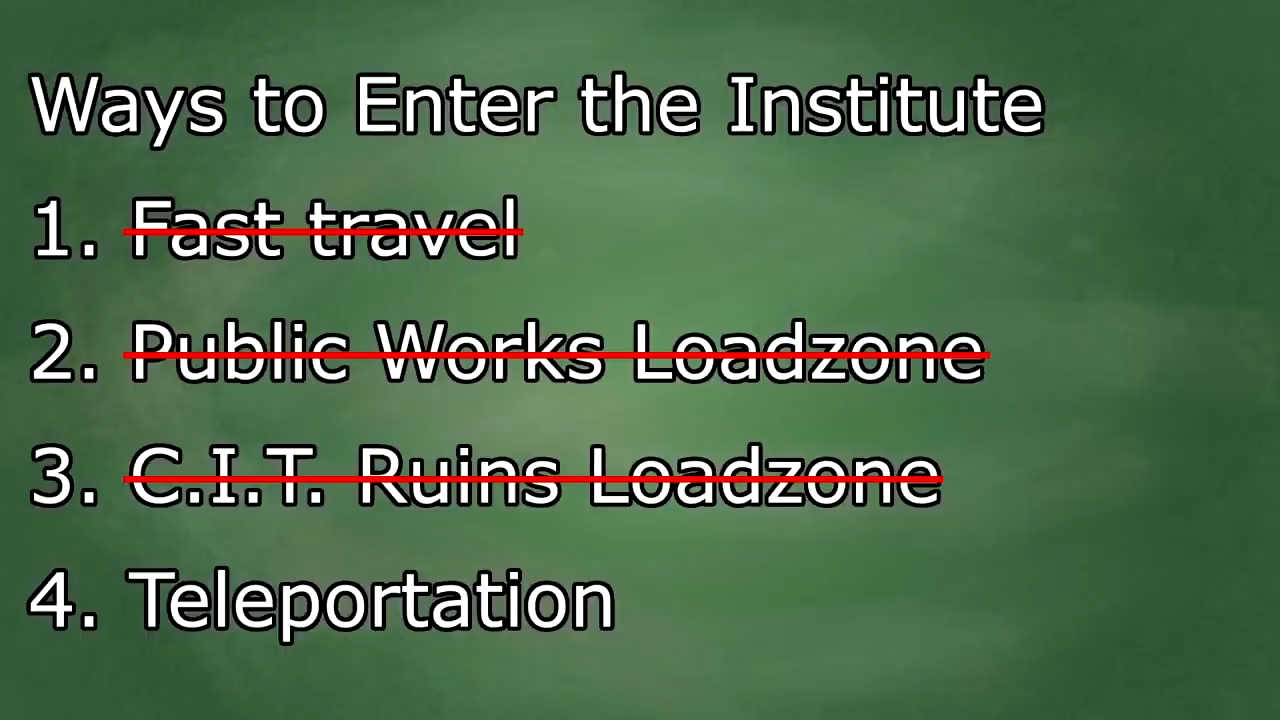 Ways to Enter the Institute
1. Fast travel
2. Public Works Loadzone
3. C.I.T. Ruins Loadzone
4. Teleportation